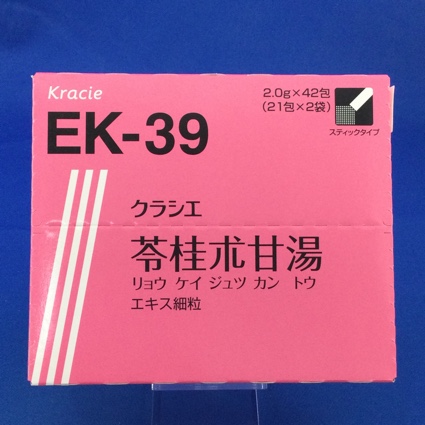 Kracie
2.0g×42包
(21包×2袋)
スティックタイプ
EK-39
クラシエ
苓桂朮甘湯
リョウ ケイ ジュツ カン トウ
エキス細粒